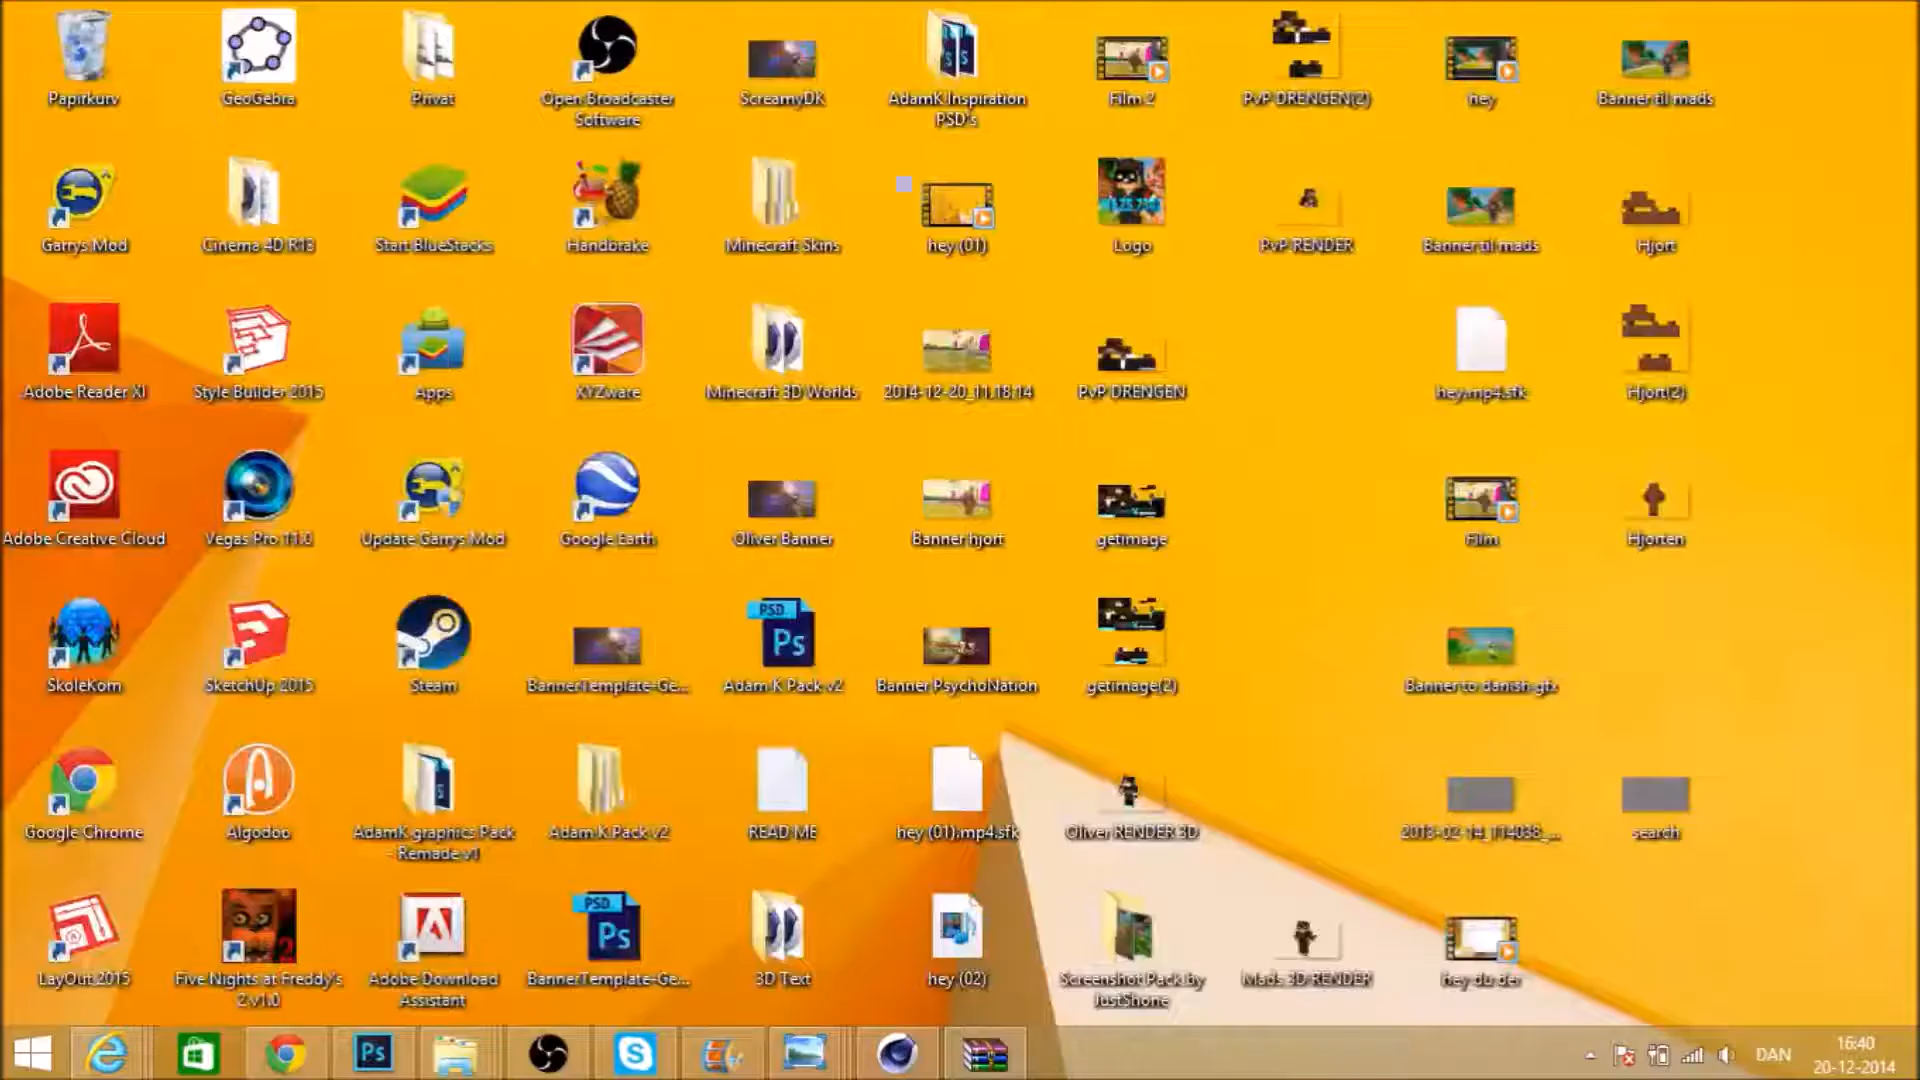 Papirkurv
GeoGebra
Privat
Open Broadcaster
Software
ScreamyDK
AdamK Inspiration
PSD's
Film 2
PvP DRENGEN(2)
hey
Banner til mads
Garrys Mod
Cinema 4D R13
Start BlueStacks
Handbrake
Minecraft Skins
hey (01)
Logo
PvP RENDER
Banner til mads
Hjort
Adobe Reader XI
Style Builder 2015
Apps
XYZware
Minecraft 3D Worlds
2014-12-20_11.18.14
PvP DRENGEN
hey.mp4.sfk
Hjort(2)
Adobe Creative Cloud
Vegas Pro 11.0
Update Garrys Mod
Google Earth
Oliver Banner
Banner hjort
getimage
Film
Hjorten
SkoleKom
SketchUp 2015
Steam
BannerTemplate-Ge...
PSD
Ps
Adam K Pack v2
Banner PsychoNation
getimage(2)
Banner to danish gfx
Google Chrome
Algodoo
AdamK graphics Pack
- Remade v1
Adam K Pack v2
READ ME
hey (01).mp4.sfk
Oliver RENDER 3D
2013-02-14_114038_...
search
LayOut 2015
Five Nights at Freddy's
2 v1.0
Adobe Download
Assistant
PSD
Ps
BannerTemplate-Ge...
3D Text
hey (02)
Screenshot Pack by
JustShone
Mads 3D RENDER
hey du der
Ps
DAN
16:40
20-12-2014